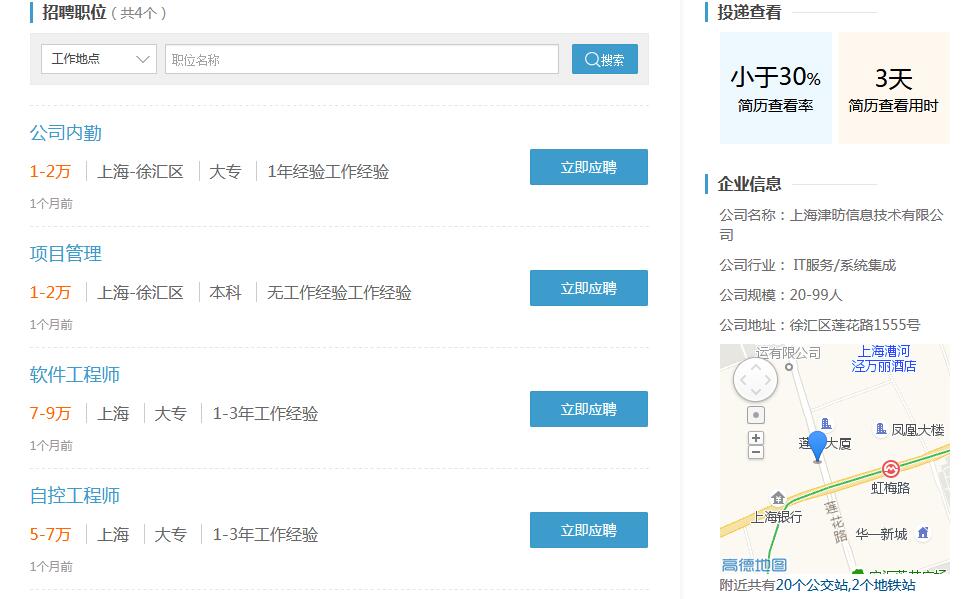 招聘职位（共4个）
工作地点
职位名称
搜索
公司内勤
1-2万 上海-徐汇区 大专 1年经验工作经验
1个月前
立即应聘
项目管理
1-2万 上海-徐汇区 本科 无工作经验工作经验
1个月前
立即应聘
软件工程师
7-9万 上海 大专 1-3年工作经验
1个月前
立即应聘
自控工程师
5-7万 上海 大专 1-3年工作经验
1个月前
立即应聘
投递查看
小于30%
简历查看率
3天
简历查看用时
企业信息
公司名称：上海津昉信息技术有限公
司
公司行业： IT服务/系统集成
公司规模：20-99人
公司地址：徐汇区莲花路1555号
运有限公司
上海漕河
泾万丽酒店
凤凰大楼
莲 大厦
虹梅路
上海银行
莲花路
华一新城
高德地图
附近共有20个公交站,2个地铁站